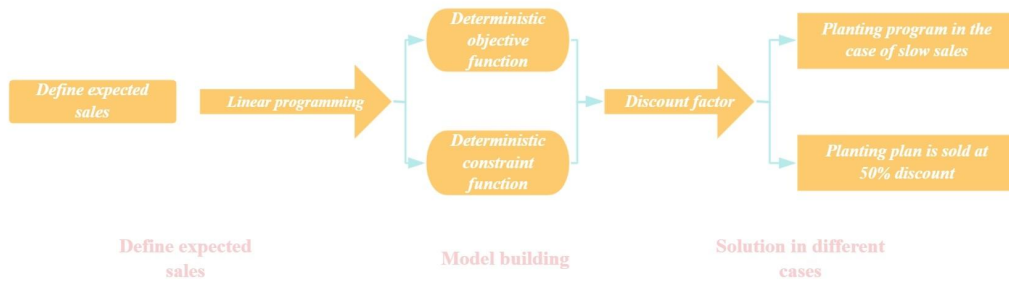 Define expected
sales
Linear programming
Deterministic
objective
function
Deterministic
constraint
function
Discount factor
Planting program in the
case of slow sales
Planting plan is sold at
50% discount
Define expected
sales
Model building
Solution in different
cases